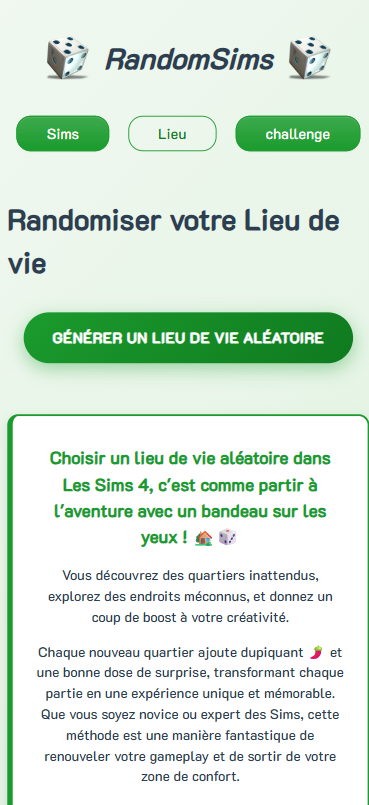 RandomSims
Sims Lieu challenge
Randomiser votre Lieu de
vie
GÉNÉRER UN LIEU DE VIE ALÉATOIRE
Choisir un lieu de vie aléatoire dans
Les Sims 4, c'est comme partir à
l'aventure avec un bandeau sur les
yeux ! 🏠 🎲
Vous découvrez des quartiers inattendus,
explorez des endroits méconnus, et donnez un
coup de boost à votre créativité.
Chaque nouveau quartier ajoute dupiquant 🌶️ et
une bonne dose de surprise, transformant chaque
partie en une expérience unique et mémorable.
Que vous soyez novice ou expert des Sims, cette
méthode est une manière fantastique de
renouveler votre gameplay et de sortir de votre
zone de confort.